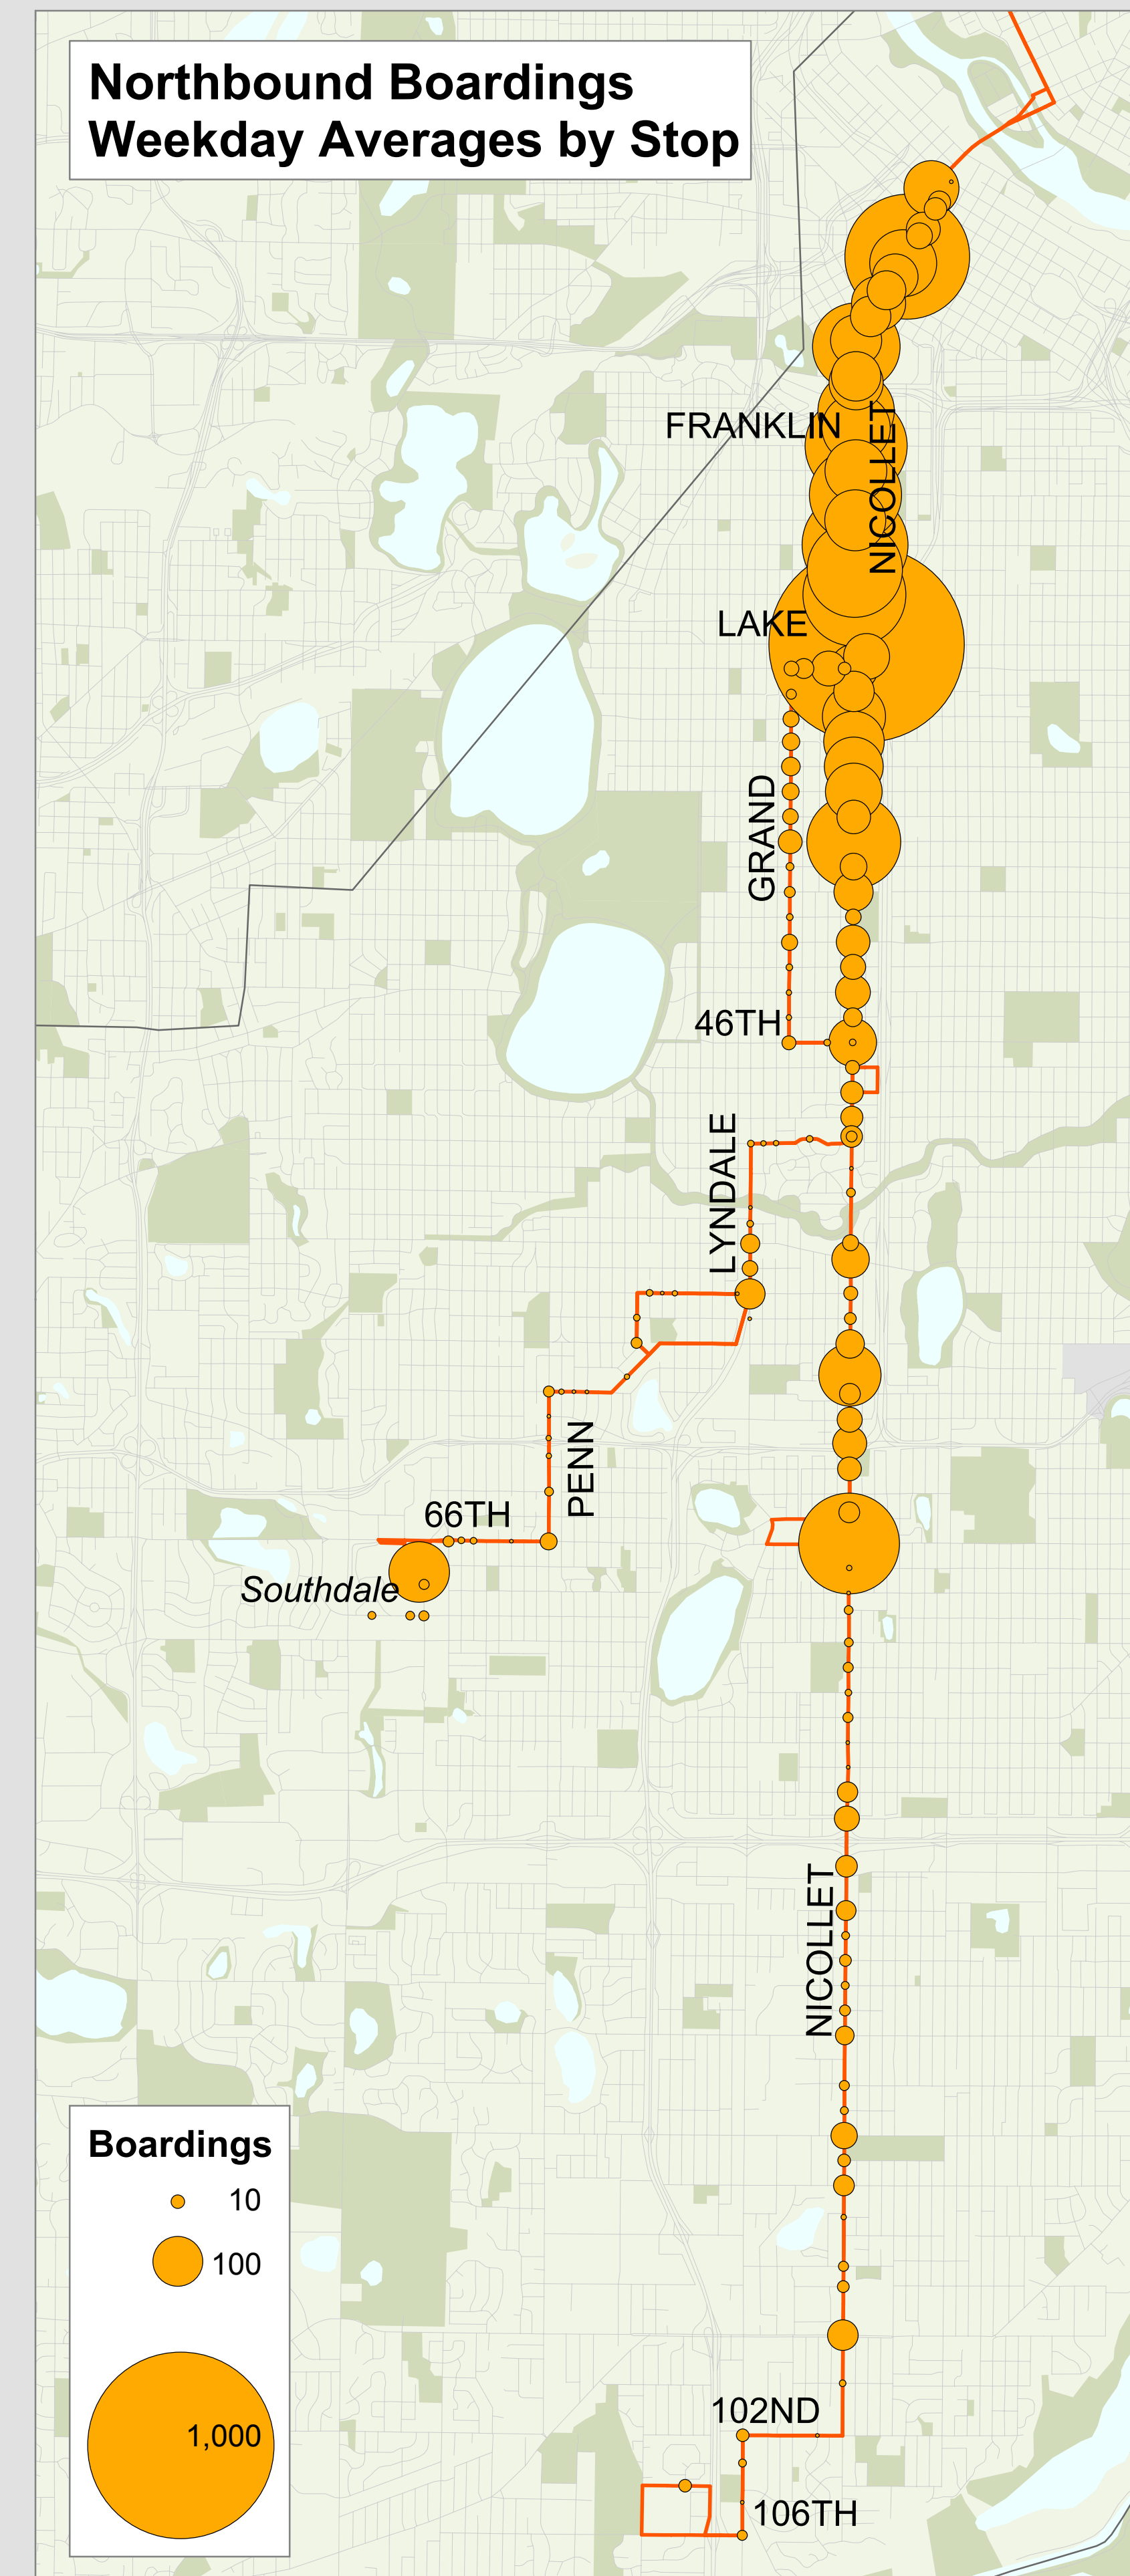 Northbound Boardings
Weekday Averages by Stop
FRANKLIN
NICOLLET
LAKE
GRAND
46TH
LYNDALE
PENN
66TH
Southdale
NICOLLET
Boardings
10
100
1,000
102ND
106TH